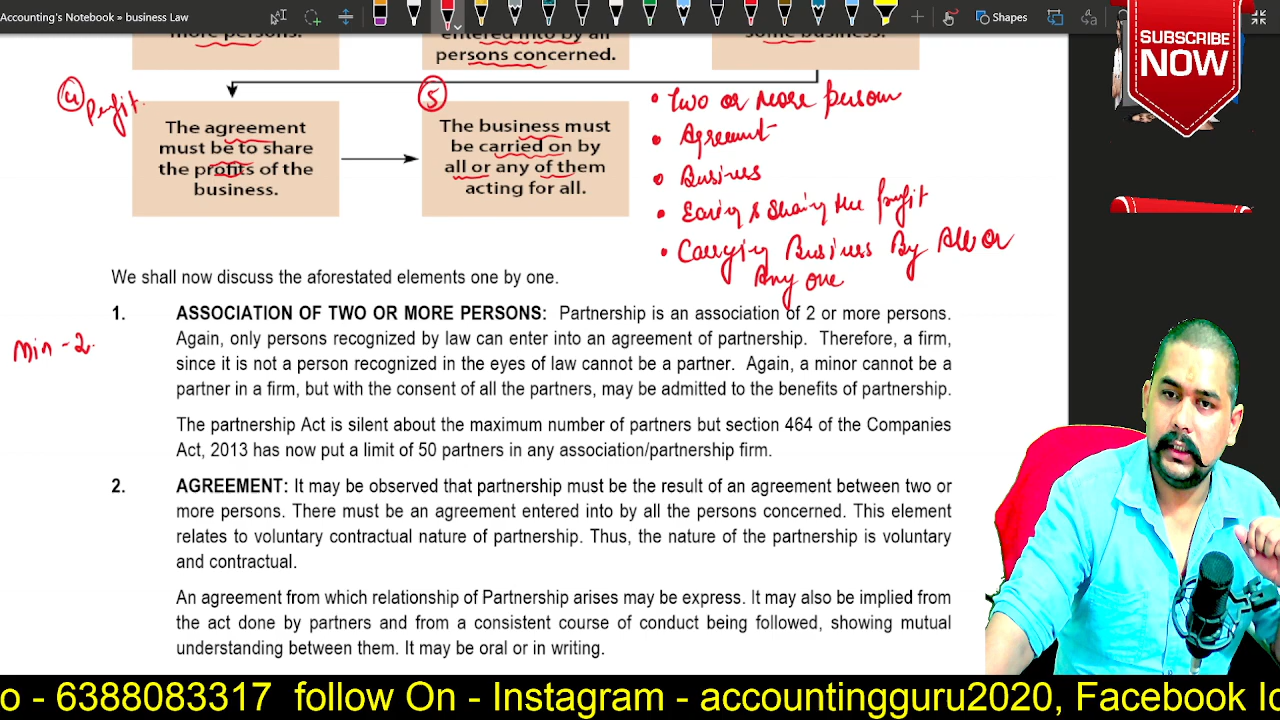 Accounting's Notebook » business Law
Shapes
SUBSCRIBE
NOW
more persons.
entered into by all
persons concerned.
some business.
4
Profit.
5
The agreement
must be to share
the profits of the
business.
The business must
be carried on by
all or any of them
acting for all.
• Two or More person
• Agreement
• Business
• Earing & Sharing the profit
• Carrying Business By All or
Any one
We shall now discuss the aforestated elements one by one.
1. ASSOCIATION OF TWO OR MORE PERSONS: Partnership is an association of 2 or more persons.
Again, only persons recognized by law can enter into an agreement of partnership. Therefore, a firm,
Min - 2.
since it is not a person recognized in the eyes of law cannot be a partner. Again, a minor cannot be a
partner in a firm, but with the consent of all the partners, may be admitted to the benefits of partnership.
The partnership Act is silent about the maximum number of partners but section 464 of the Companies
Act, 2013 has now put a limit of 50 partners in any association/partnership firm.
2. AGREEMENT: It may be observed that partnership must be the result of an agreement between two or
more persons. There must be an agreement entered into by all the persons concerned. This element
relates to voluntary contractual nature of partnership. Thus, the nature of the partnership is voluntary
and contractual.
An agreement from which relationship of Partnership arises may be express. It may also be implied from
the act done by partners and from a consistent course of conduct being followed, showing mutual
understanding between them. It may be oral or in writing.
o - 6388083317 follow On - Instagram - accountingguru2020, Facebook Id